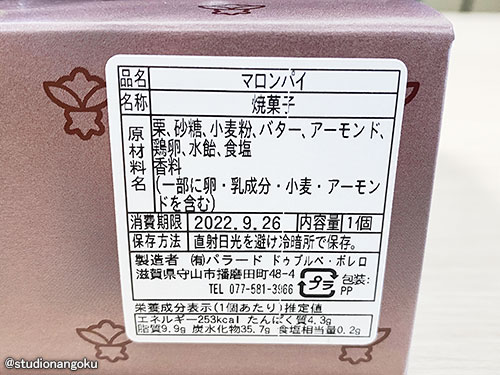 品名 マロンパイ
名称 焼菓子
原材料名 栗、砂糖、小麦粉、バター、アーモンド、
鶏卵、水飴、食塩
香料
(一部に卵・乳成分・小麦・アーモン
ドを含む)
消費期限 2022.9.26 内容量 1個
保存方法 直射日光を避け冷暗所で保存。
製造者 ㈲バラード ドゥブルベ・ボレロ
滋賀県守山市播磨田町48-4
TEL 077-581-3966
プラ 包装:
PP
栄養成分表示(1個あたり)推定値
エネルギー253kcal たんぱく質4.3g
脂質9.9g 炭水化物35.7g 食塩相当量0.2g
@studionangoku